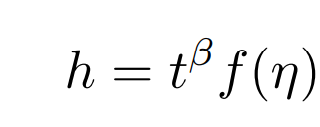 h = t^β f(η)